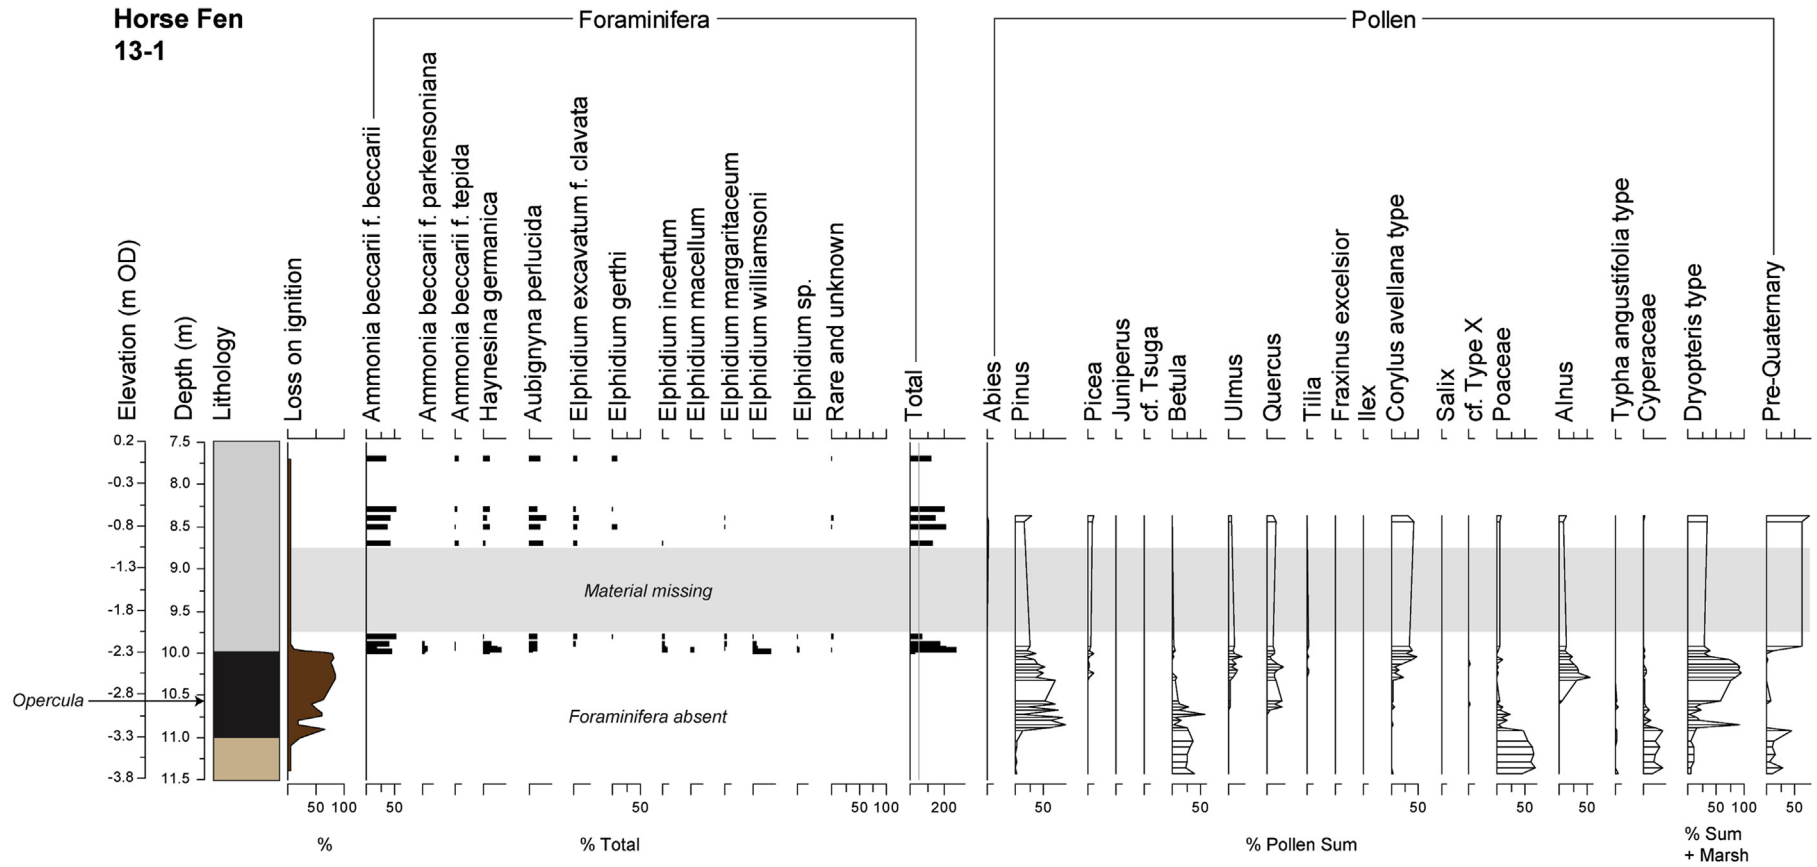 Horse Fen
13-1
Foraminifera
Pollen
Elevation (m OD)
Depth (m)
Lithology
Loss on ignition
Ammonia beccarii f. beccarii
Ammonia beccarii f. parkensoniana
Ammonia beccarii f. tepida
Haynesina germanica
Aubignyna perlucida
Elphidium excavatum f. clavata
Elphidium gerthi
Elphidium incertum
Elphidium macellum
Elphidium margaritaceum
Elphidium williamsoni
Elphidium sp.
Rare and unknown
Total
Abies
Pinus
Picea
Juniperus
cf. Tsuga
Betula
Ulmus
Quercus
Tilia
Fraxinus excelsior
Ilex
Corylus avellana type
Salix
cf. Type X
Poaceae
Alnus
Typha angustifolia type
Cyperaceae
Dryopteris type
Pre-Quaternary
0.2 7.5
-0.3 8.0
-0.8 8.5
-1.3 9.0
-1.8 9.5
-2.3 10.0
-2.8 10.5
-3.3 11.0
-3.8 11.5
Material missing
Opercula
Foraminifera absent
50 100 50 50 50 100 200 50 50 50 50 50 50 100 50
% % Total % Pollen Sum % Sum
+ Marsh